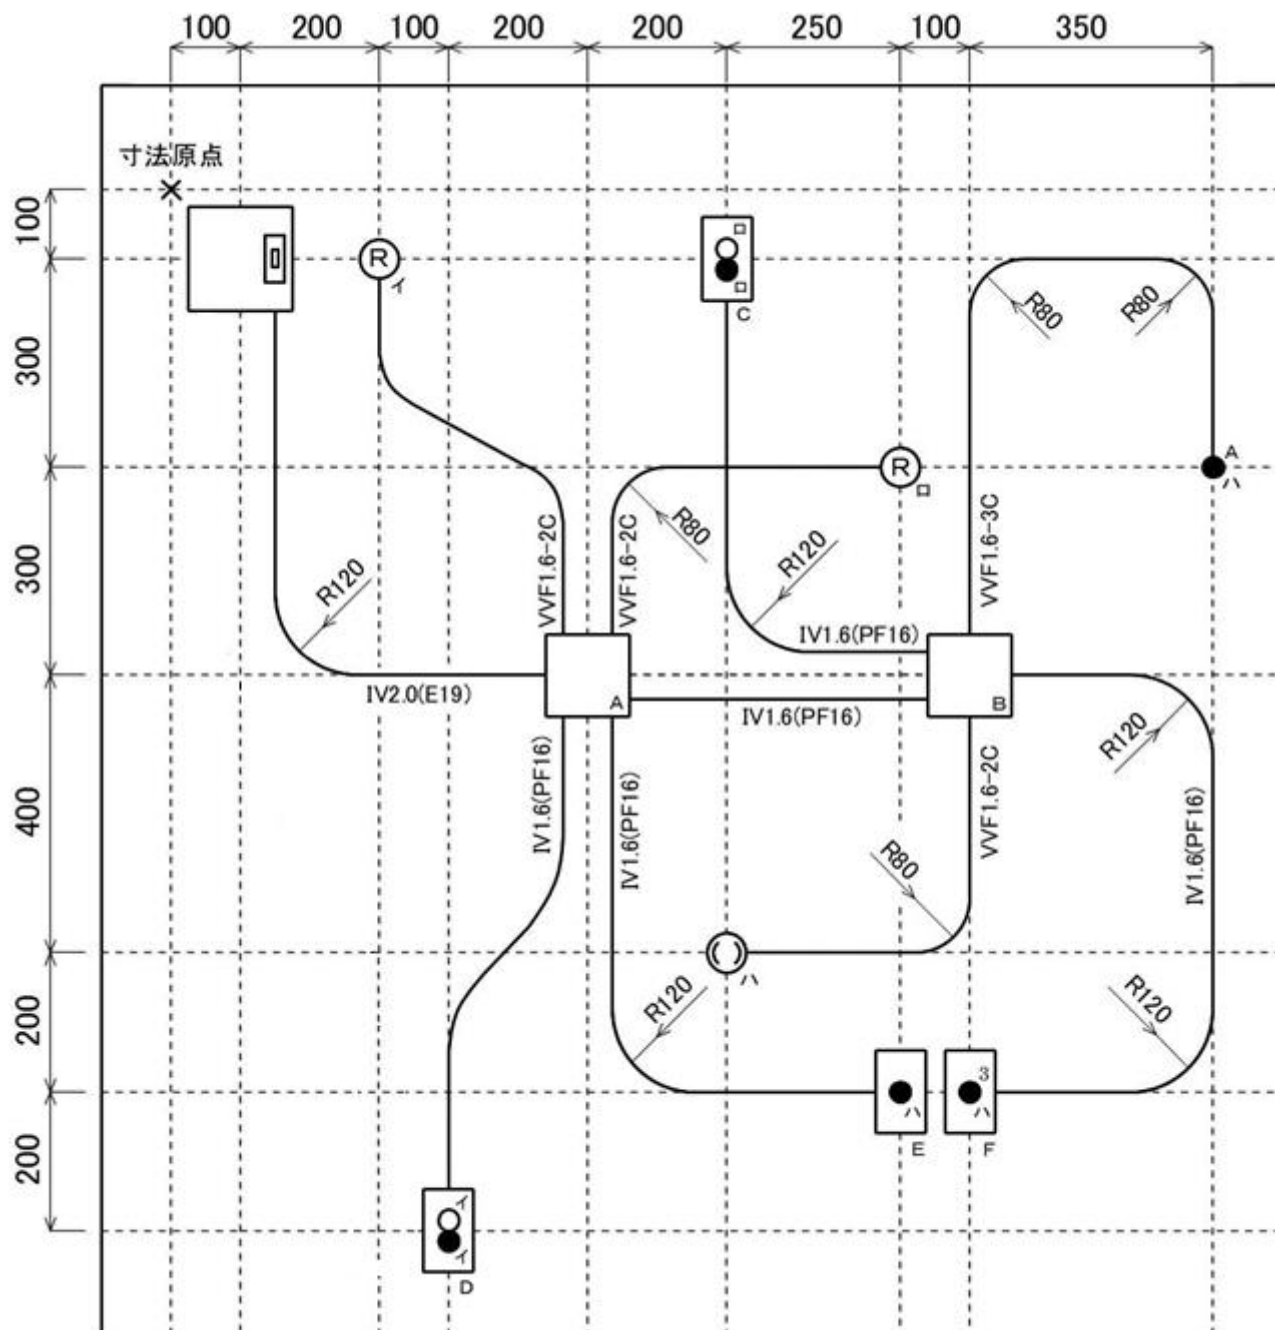 100 200 100 200 200 250 100 350
寸法原点
100
300
300
400
200
200
R
イ
ロ
ロ
C
R80
R80
A
ハ
R
ロ
R80
R120
R120
VVF1.6-2C
VVF1.6-2C
VVF1.6-3C
IV1.6(PF16)
IV2.0(E19)
A
IV1.6(PF16)
B
R120
IV1.6(PF16)
IV1.6(PF16)
VVF1.6-2C
IV1.6(PF16)
R80
ハ
R120
R120
ハ
E
3
ハ
F
イ
イ
D